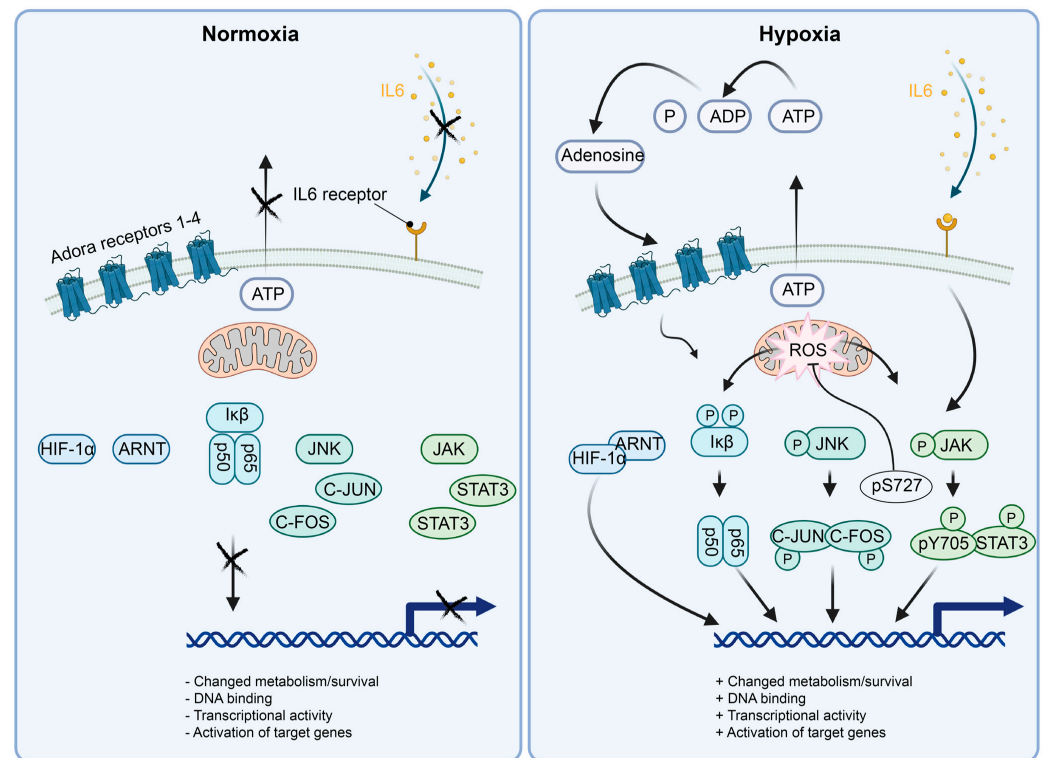 Normoxia
IL6
IL6 receptor
Adora receptors 1-4
ATP
Iκβ
p50
p65
HIF-1α
ARNT
JNK
JAK
C-JUN
STAT3
C-FOS
STAT3
- Changed metabolism/survival
- DNA binding
- Transcriptional activity
- Activation of target genes
Hypoxia
IL6
P
ADP
ATP
Adenosine
ATP
ROS
P
P
Iκβ
ARNT
HIF-1α
P
JNK
P
JAK
pS727
p50
p65
C-JUN
C-FOS
P
P
P
P
pY705
STAT3
+ Changed metabolism/survival
+ DNA binding
+ Transcriptional activity
+ Activation of target genes